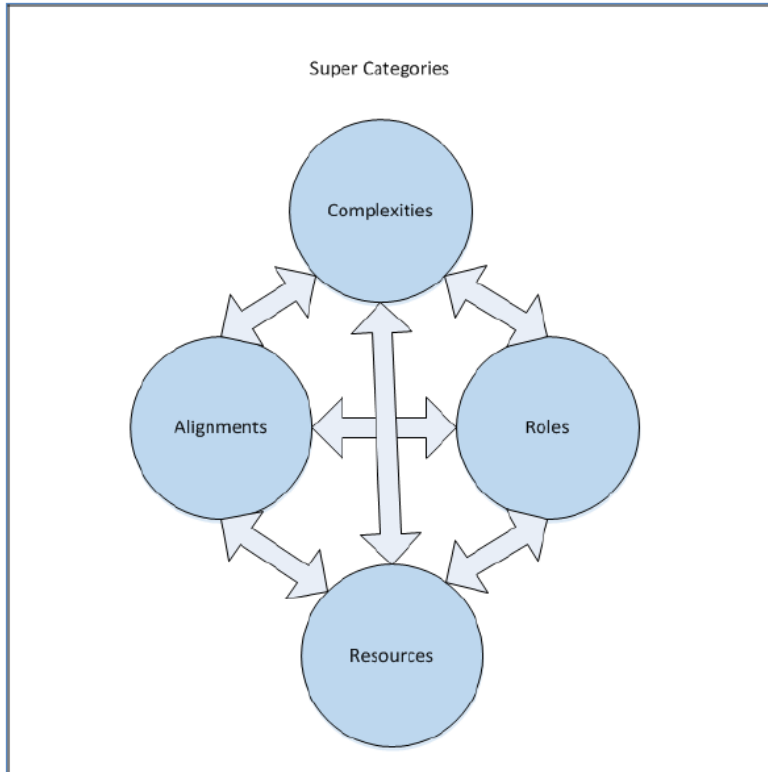 Super Categories
Complexities
Alignments
Roles
Resources